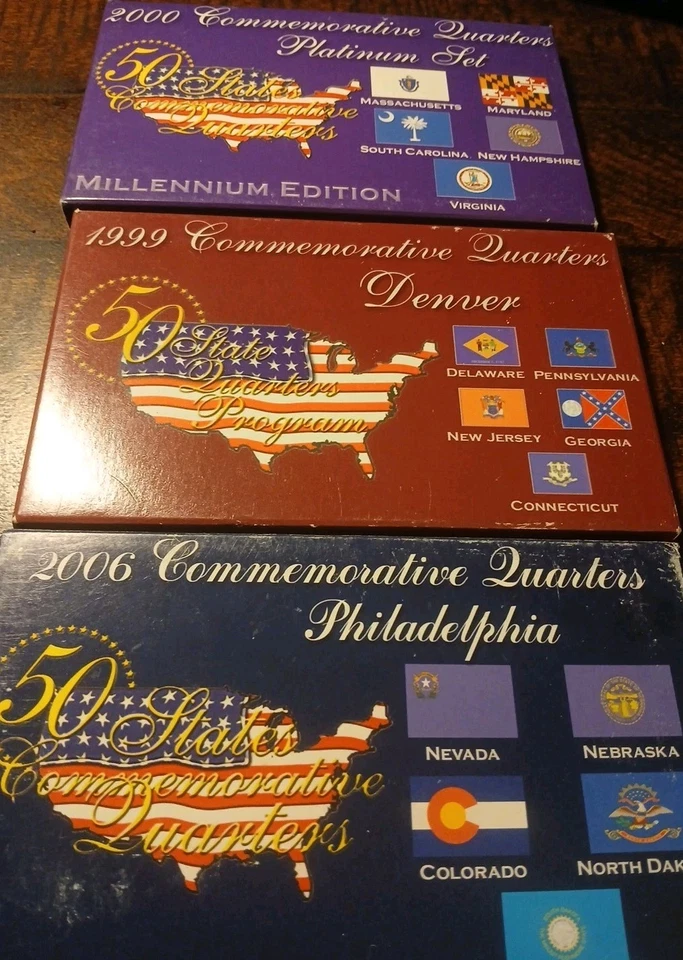 2000 Commemorative Quarters
Platinum Set
50 States
Commemorative
Quarters
MASSACHUSETTS
MARYLAND
SOUTH CAROLINA
NEW HAMPSHIRE
VIRGINIA
MILLENNIUM EDITION
1999 Commemorative Quarters
Denver
50 State
Quarters
Program
DELAWARE
PENNSYLVANIA
NEW JERSEY
GEORGIA
CONNECTICUT
2006 Commemorative Quarters
Philadelphia
50 States
Commemorative
Quarters
NEVADA
NEBRASKA
COLORADO
NORTH DAK